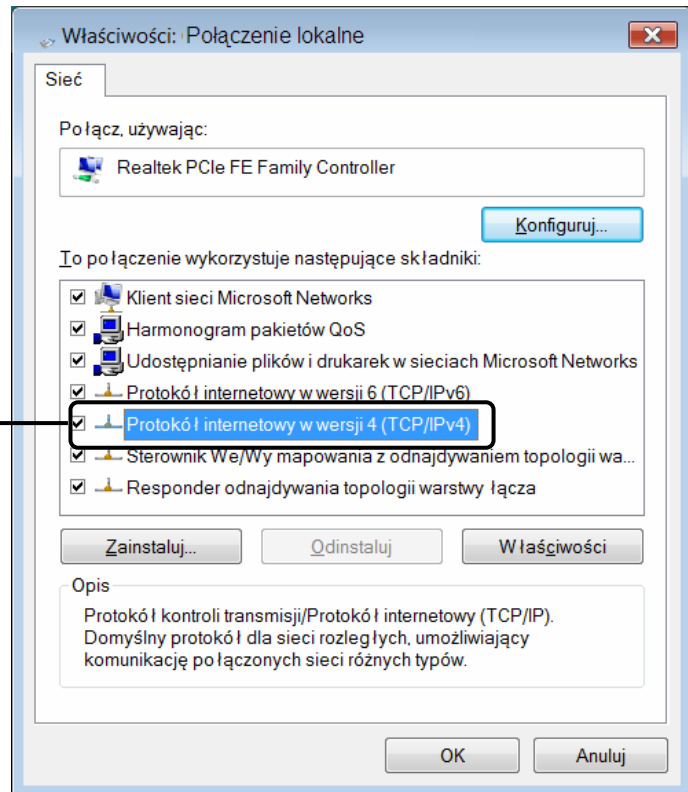 Właściwości: Połączenie lokalne
Sieć
Połącz, używając:
Realtek PCIe FE Family Controller
Konfiguruj...
To połączenie wykorzystuje następujące składniki:
Klient sieci Microsoft Networks
Harmonogram pakietów QoS
Udostępnianie plików i drukarek w sieciach Microsoft Networks
Protokół internetowy w wersji 6 (TCP/IPv6)
Protokół internetowy w wersji 4 (TCP/IPv4)
Sterownik We/Wy mapowania z odnajdywaniem topologii wa...
Responder odnajdywania topologii warstwy łącza
Zainstaluj... Odinstaluj Właściwości
Opis
Protokół kontroli transmisji/Protokół internetowy (TCP/IP).
Domyślny protokół dla sieci rozległych, umożliwiający
komunikację połączonych sieci różnych typów.
OK Anuluj